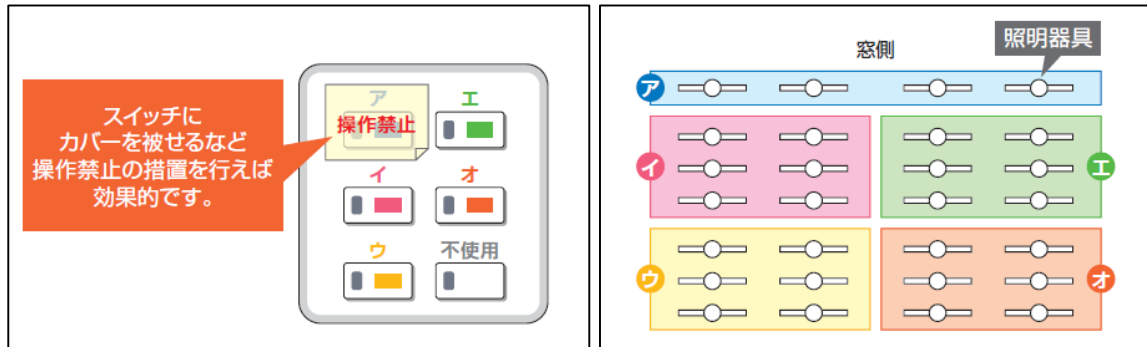 スイッチに
カバーを被せるなど
操作禁止の措置を行えば
効果的です。
ア
操作禁止
エ
イ
オ
ウ
不使用
窓側
照明器具
ア
イ
エ
ウ
オ